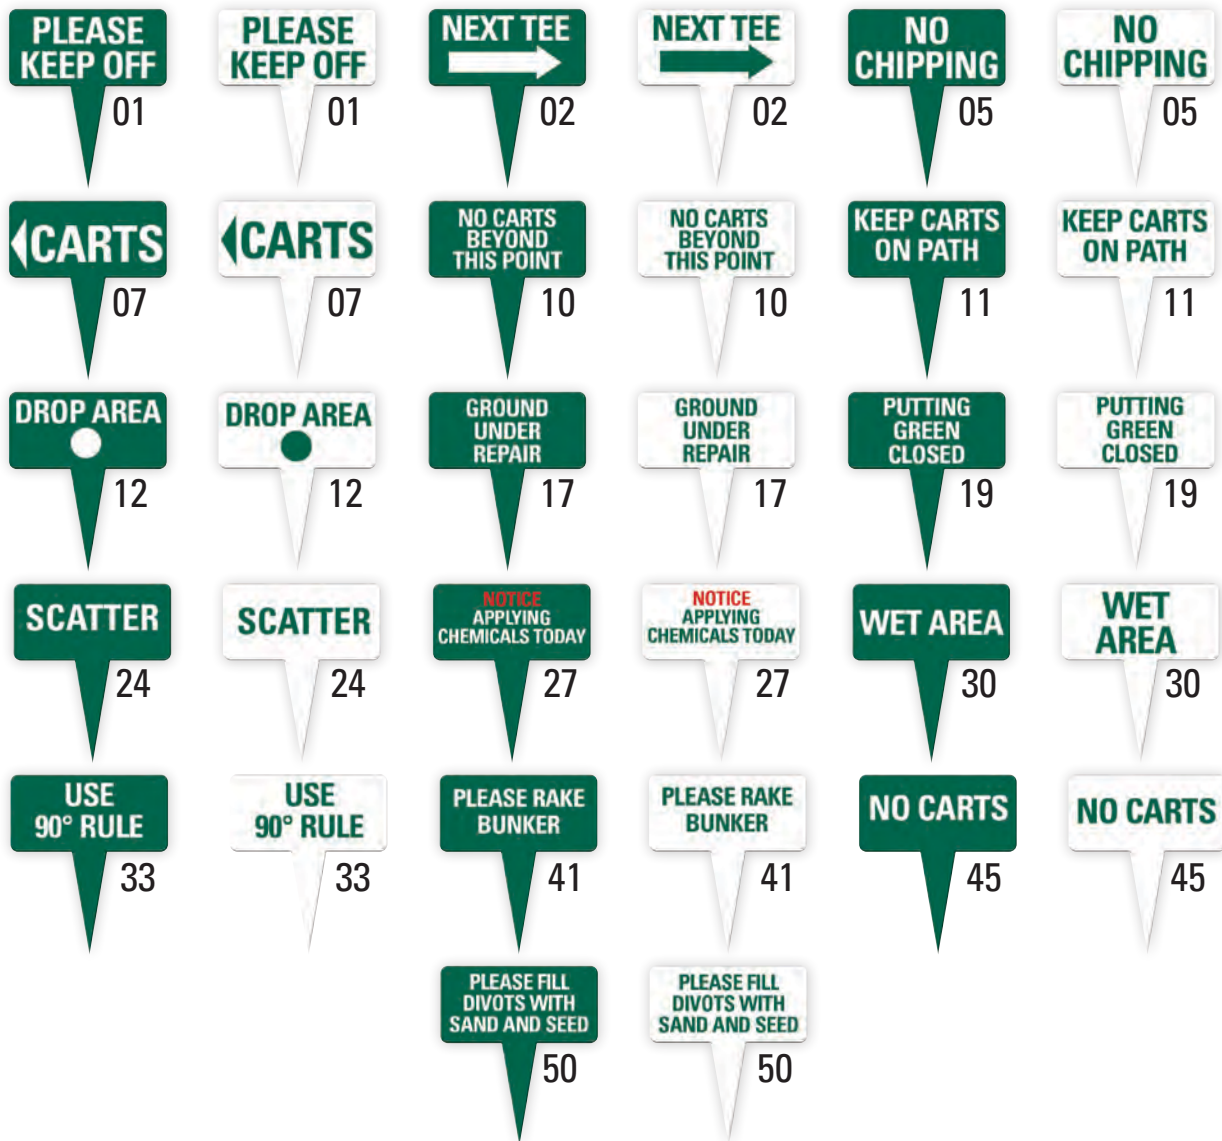 PLEASE
KEEP OFF
01
PLEASE
KEEP OFF
01
NEXT TEE
02
NEXT TEE
02
NO
CHIPPING
05
NO
CHIPPING
05
CARTS
07
CARTS
07
NO CARTS
BEYOND
THIS POINT
10
NO CARTS
BEYOND
THIS POINT
10
KEEP CARTS
ON PATH
11
KEEP CARTS
ON PATH
11
DROP AREA
12
DROP AREA
12
GROUND
UNDER
REPAIR
17
GROUND
UNDER
REPAIR
17
PUTTING
GREEN
CLOSED
19
PUTTING
GREEN
CLOSED
19
SCATTER
24
SCATTER
24
NOTICE
APPLYING
CHEMICALS TODAY
27
NOTICE
APPLYING
CHEMICALS TODAY
27
WET AREA
30
WET
AREA
30
USE
90° RULE
33
USE
90° RULE
33
PLEASE RAKE
BUNKER
41
PLEASE RAKE
BUNKER
41
NO CARTS
45
NO CARTS
45
PLEASE FILL
DIVOTS WITH
SAND AND SEED
50
PLEASE FILL
DIVOTS WITH
SAND AND SEED
50